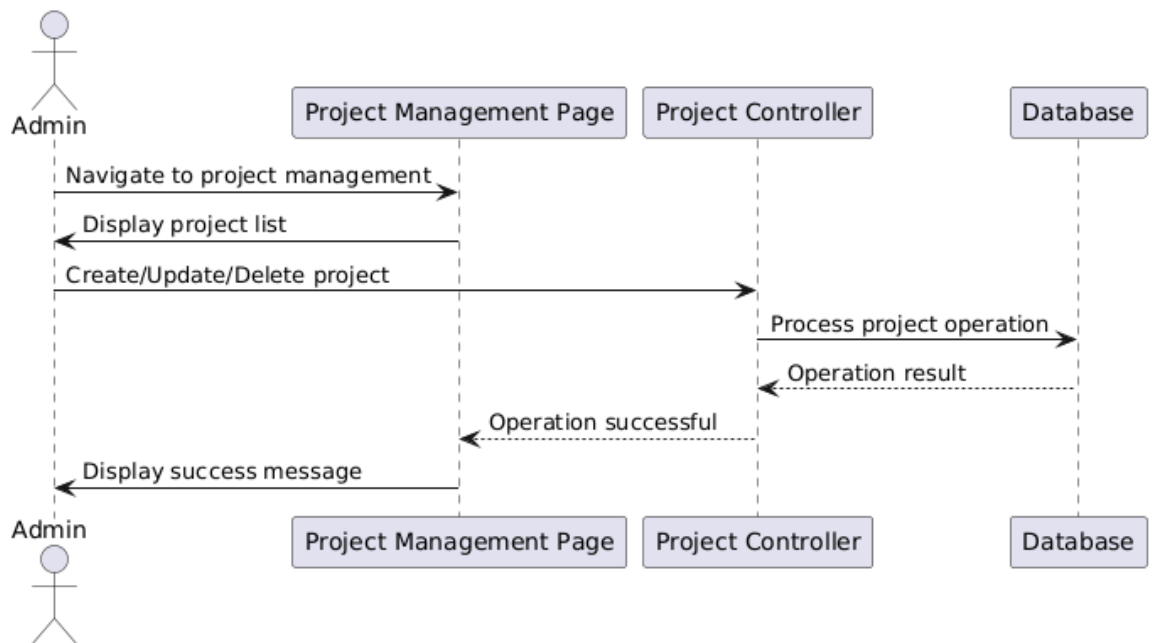 Admin
Project Management Page
Project Controller
Database
Navigate to project management
Display project list
Create/Update/Delete project
Process project operation
Operation result
Operation successful
Display success message
Admin
Project Management Page
Project Controller
Database